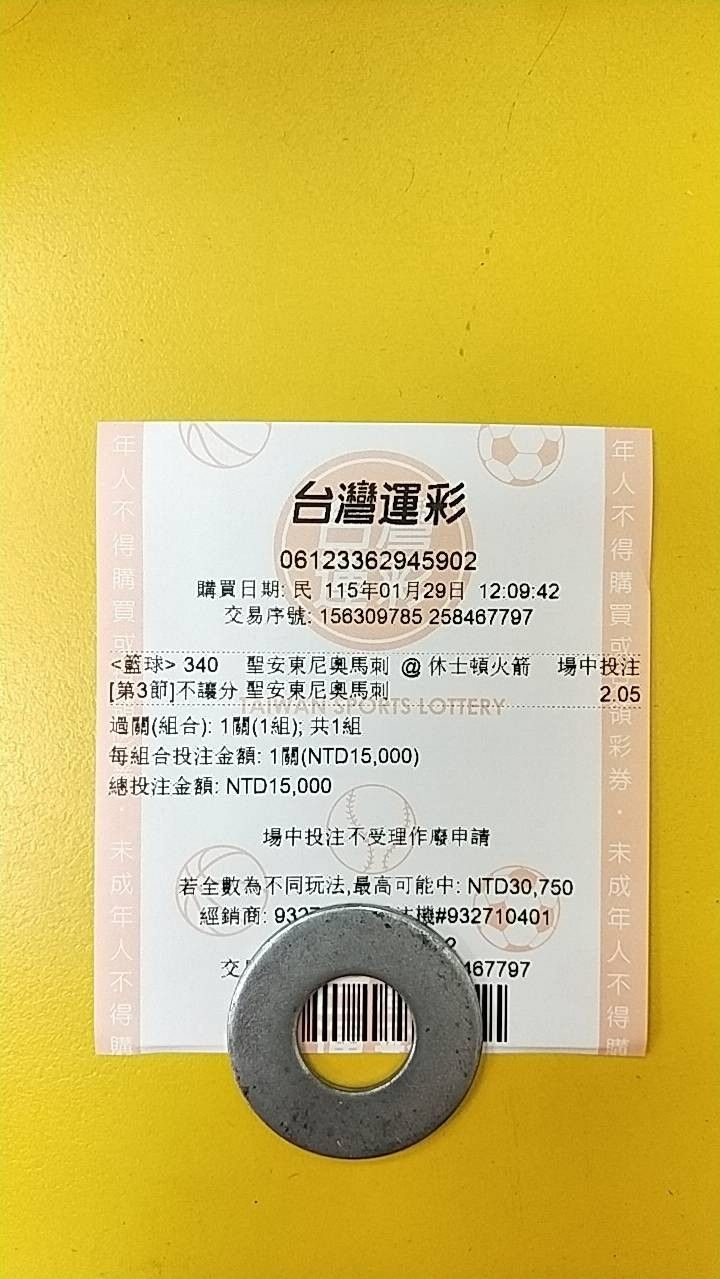 台灣運彩
06123362945902
購買日期: 民 115年01月29日 12:09:42
交易序號: 156309785 258467797
<籃球> 340 聖安東尼奧馬刺 @ 休士頓火箭 場中投注
[第3節]不讓分 聖安東尼奧馬刺 2.05
TAIWAN SPORTS LOTTERY
過關(組合): 1關(1組); 共1組
每組合投注金額: 1關(NTD15,000)
總投注金額: NTD15,000
場中投注不受理作廢申請
若全數為不同玩法,最高可能中: NTD30,750
經銷商: 932 機#932710401
交 467797
年人不得購買或 領彩券・未成年人不得購
年人不得購買或 領彩券・未成年人不得購